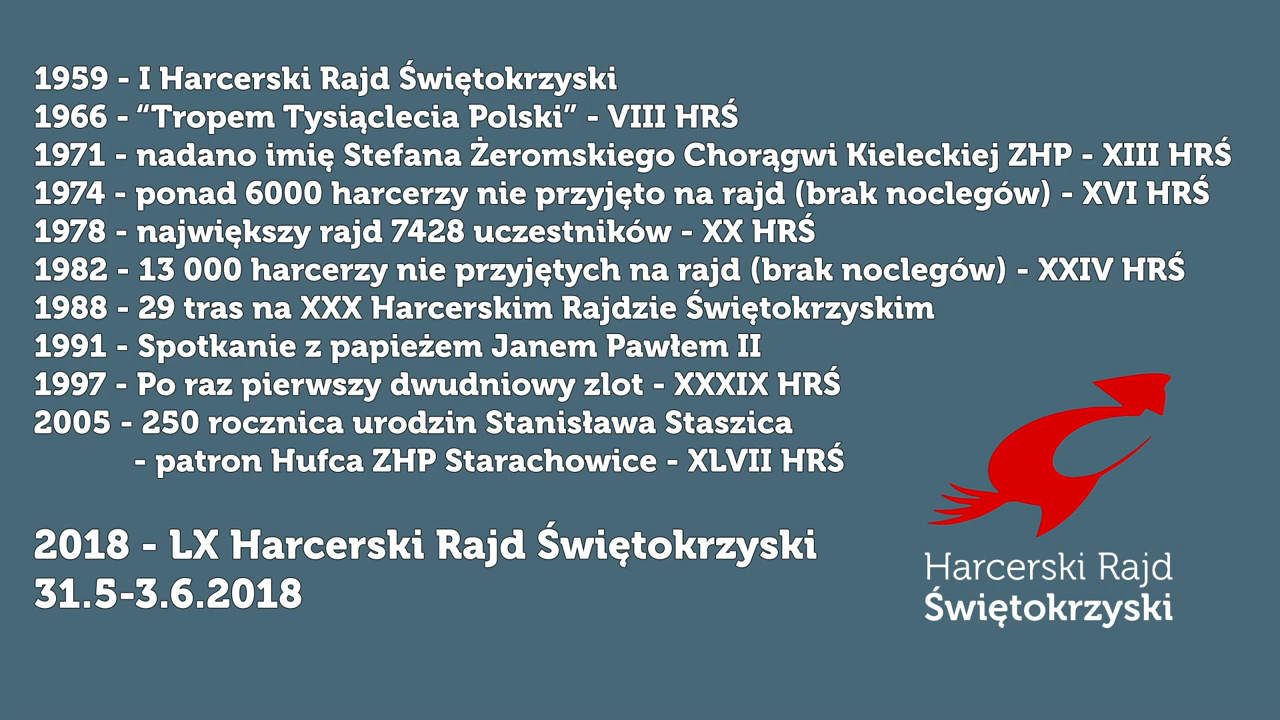 1959 - I Harcerski Rajd Świętokrzyski
1966 - “Tropem Tysiąclecia Polski” - VIII HRŚ
1971 - nadano imię Stefana Żeromskiego Chorągwi Kieleckiej ZHP - XIII HRŚ
1974 - ponad 6000 harcerzy nie przyjęto na rajd (brak noclegów) - XVI HRŚ
1978 - największy rajd 7428 uczestników - XX HRŚ
1982 - 13 000 harcerzy nie przyjętych na rajd (brak noclegów) - XXIV HRŚ
1988 - 29 tras na XXX Harcerskim Rajdzie Świętokrzyskim
1991 - Spotkanie z papieżem Janem Pawłem II
1997 - Po raz pierwszy dwudniowy zlot - XXXIX HRŚ
2005 - 250 rocznica urodzin Stanisława Staszica
- patron Hufca ZHP Starachowice - XLVII HRŚ
2018 - LX Harcerski Rajd Świętokrzyski
31.5-3.6.2018
Harcerski Rajd
Świętokrzyski